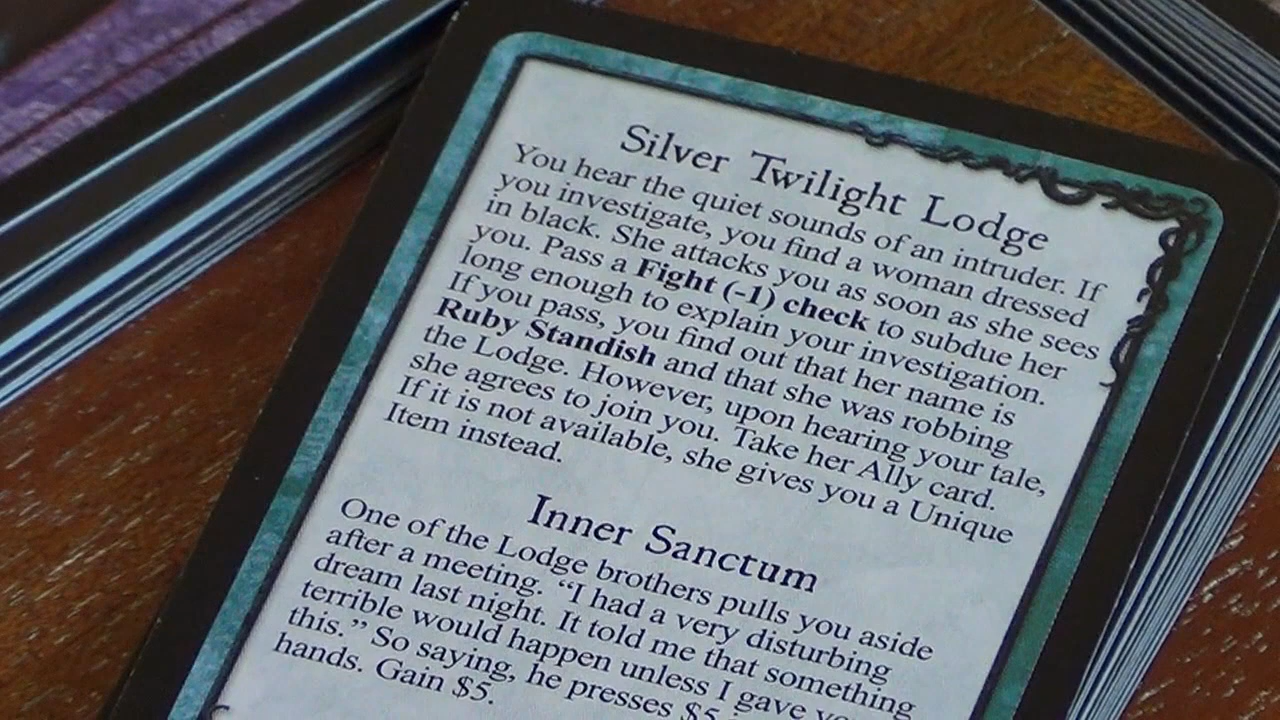 Silver Twilight Lodge
You hear the quiet sounds of an intruder. If
you investigate, you find a woman dressed
in black. She attacks you as soon as she sees
you. Pass a Fight (-1) check to subdue her
long enough to explain your investigation.
If you pass, you find out that her name is
Ruby Standish and that she was robbing
the Lodge. However, upon hearing your tale,
she agrees to join you. Take her Ally card.
If it is not available, she gives you a Unique
Item instead.
Inner Sanctum
One of the Lodge brothers pulls you aside
after a meeting. “I had a very disturbing
dream last night. It told me that something
terrible would happen unless I gave
this.” So saying, he presses $5
hands. Gain $5.